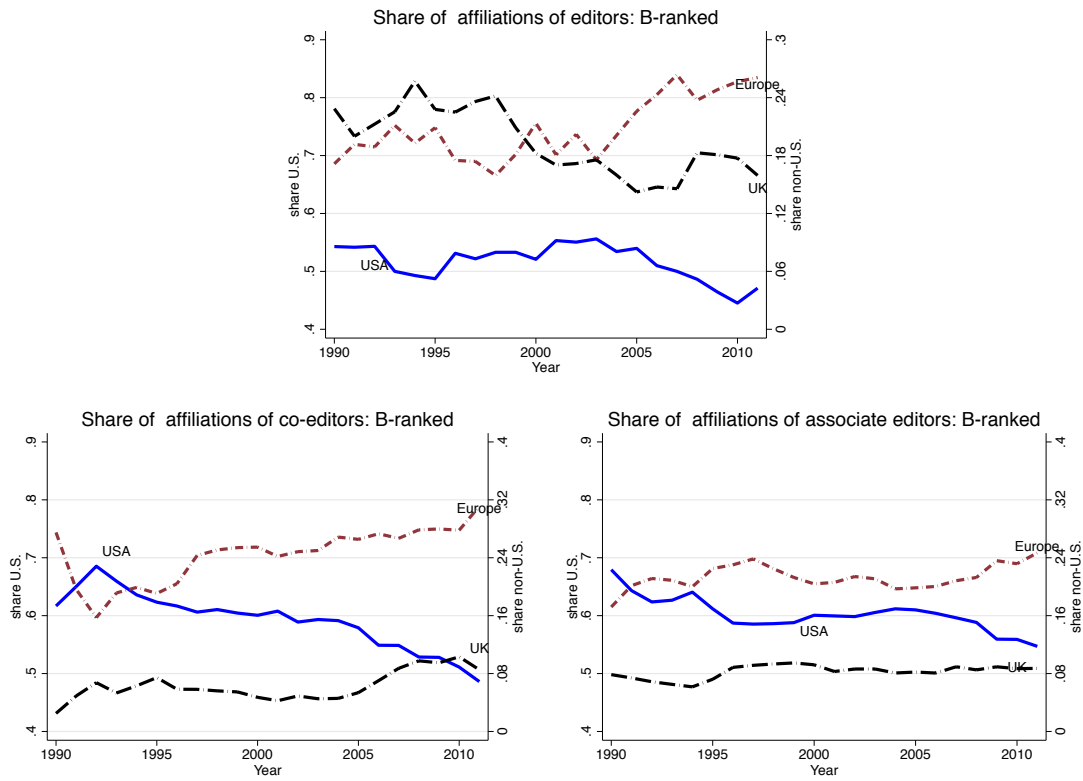 Share of affiliations of editors: B-ranked
share U.S.
.9
.8
.7
.6
.5
.4
share non-U.S.
.3
.24
.18
.12
.06
0
Europe
UK
USA
1990
1995
2000
2005
2010
Year
Share of affiliations of co-editors: B-ranked
share U.S.
.9
.8
.7
.6
.5
.4
share non-U.S.
.4
.32
.24
.16
.08
0
Europe
USA
UK
1990
1995
2000
2005
2010
Year
Share of affiliations of associate editors: B-ranked
share U.S.
.9
.8
.7
.6
.5
.4
share non-U.S.
.4
.32
.24
.16
.08
0
Europe
USA
UK
1990
1995
2000
2005
2010
Year